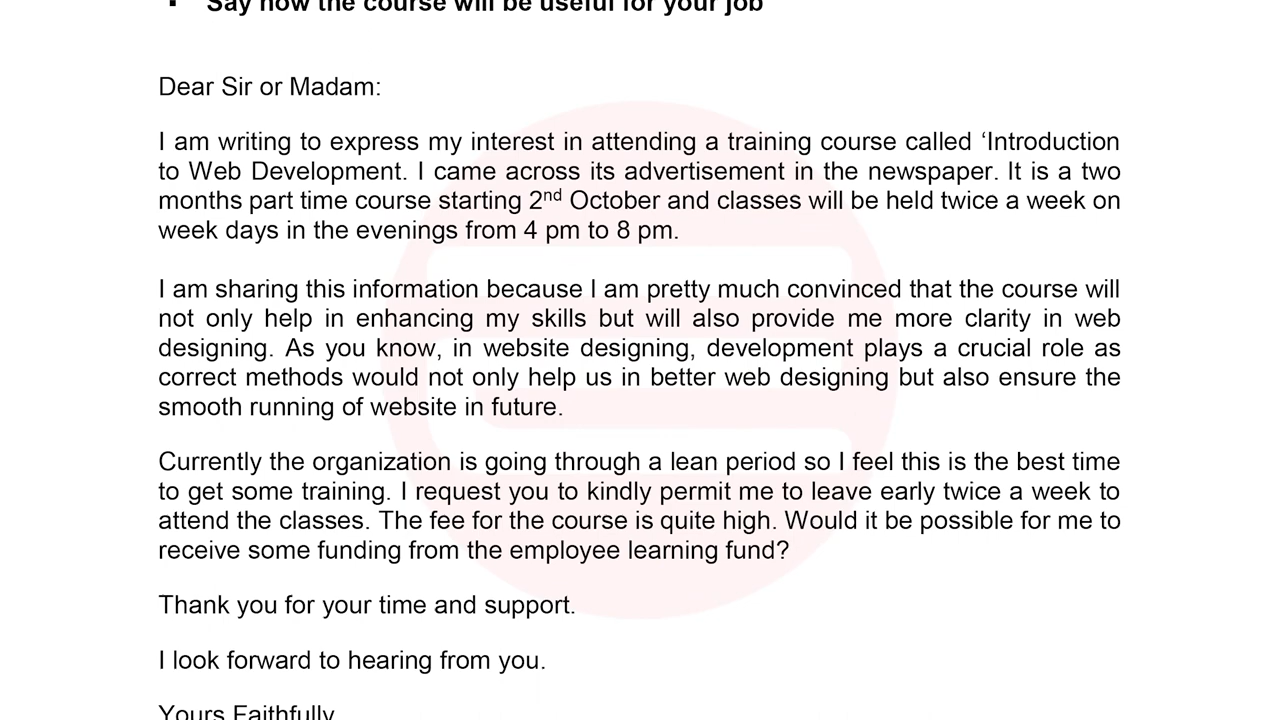 ▪ Say how the course will be useful for your job
Dear Sir or Madam:
I am writing to express my interest in attending a training course called ‘Introduction
to Web Development. I came across its advertisement in the newspaper. It is a two
months part time course starting 2nd October and classes will be held twice a week on
week days in the evenings from 4 pm to 8 pm.
I am sharing this information because I am pretty much convinced that the course will
not only help in enhancing my skills but will also provide me more clarity in web
designing. As you know, in website designing, development plays a crucial role as
correct methods would not only help us in better web designing but also ensure the
smooth running of website in future.
Currently the organization is going through a lean period so I feel this is the best time
to get some training. I request you to kindly permit me to leave early twice a week to
attend the classes. The fee for the course is quite high. Would it be possible for me to
receive some funding from the employee learning fund?
Thank you for your time and support.
I look forward to hearing from you.
Yours Faithfully